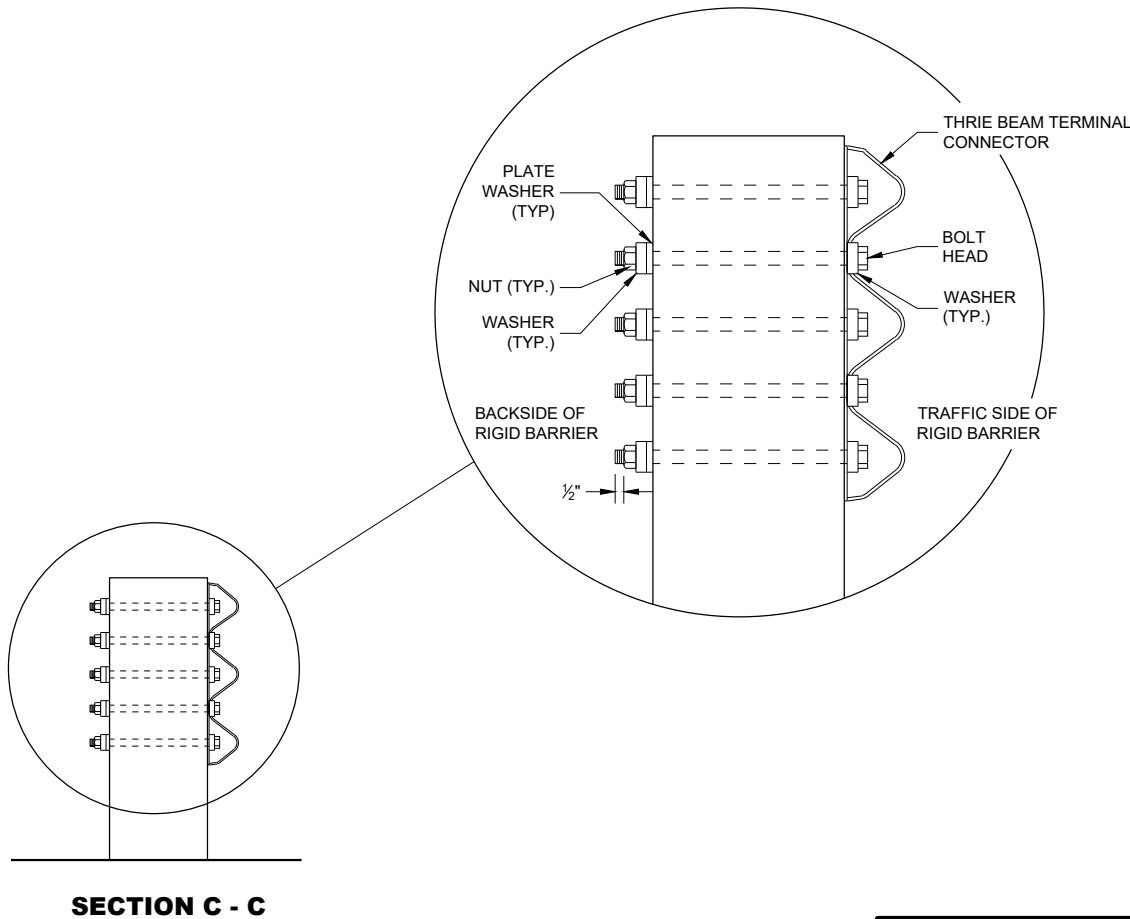 THRIE BEAM TERMINAL
CONNECTOR
PLATE
WASHER
(TYP)
BOLT
HEAD
NUT (TYP.)
WASHER
(TYP.)
WASHER
(TYP.)
BACKSIDE OF
RIGID BARRIER
TRAFFIC SIDE OF
RIGID BARRIER
½"
SECTION C - C